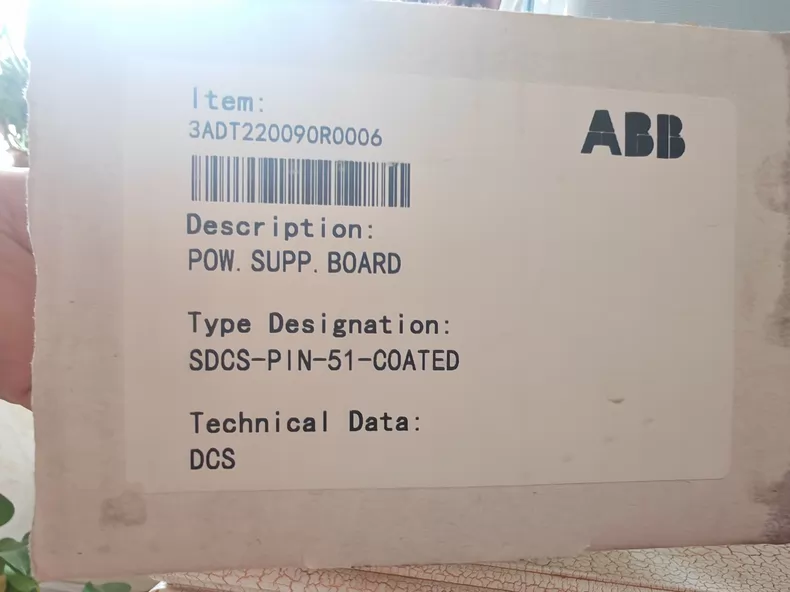 Item:
3ADT220090R0006
ABB
Description:
POW. SUPP. BOARD
Type Designation:
SDCS-PIN-51-COATED
Technical Data:
DCS